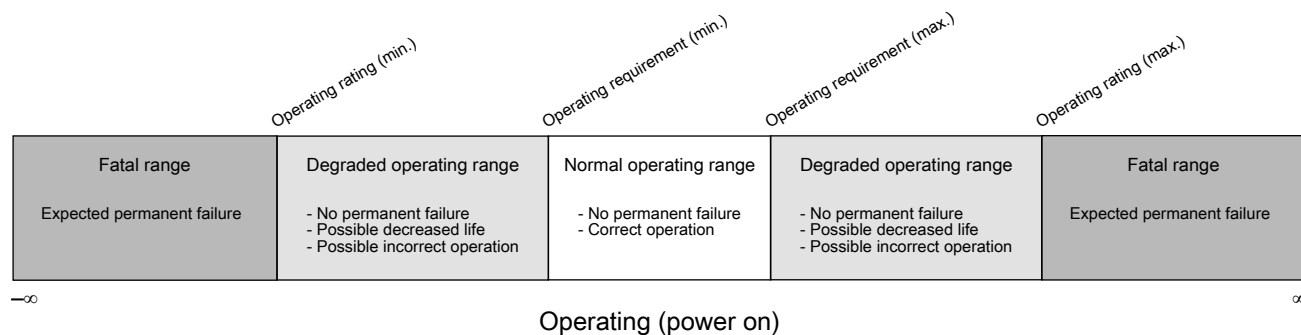 Operating rating (min.)
Operating requirement (min.)
Operating requirement (max.)
Operating rating (max.)
Fatal range
Expected permanent failure
Degraded operating range
- No permanent failure
- Possible decreased life
- Possible incorrect operation
Normal operating range
- No permanent failure
- Correct operation
Degraded operating range
- No permanent failure
- Possible decreased life
- Possible incorrect operation
Fatal range
Expected permanent failure
–∞
∞
Operating (power on)